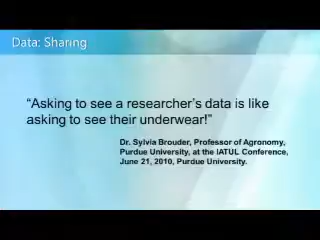 Data: Sharing
“Asking to see a researcher’s data is like
asking to see their underwear!”
Dr. Sylvia Brouder, Professor of Agronomy,
Purdue University, at the IATUL Conference,
June 21, 2010, Purdue University.